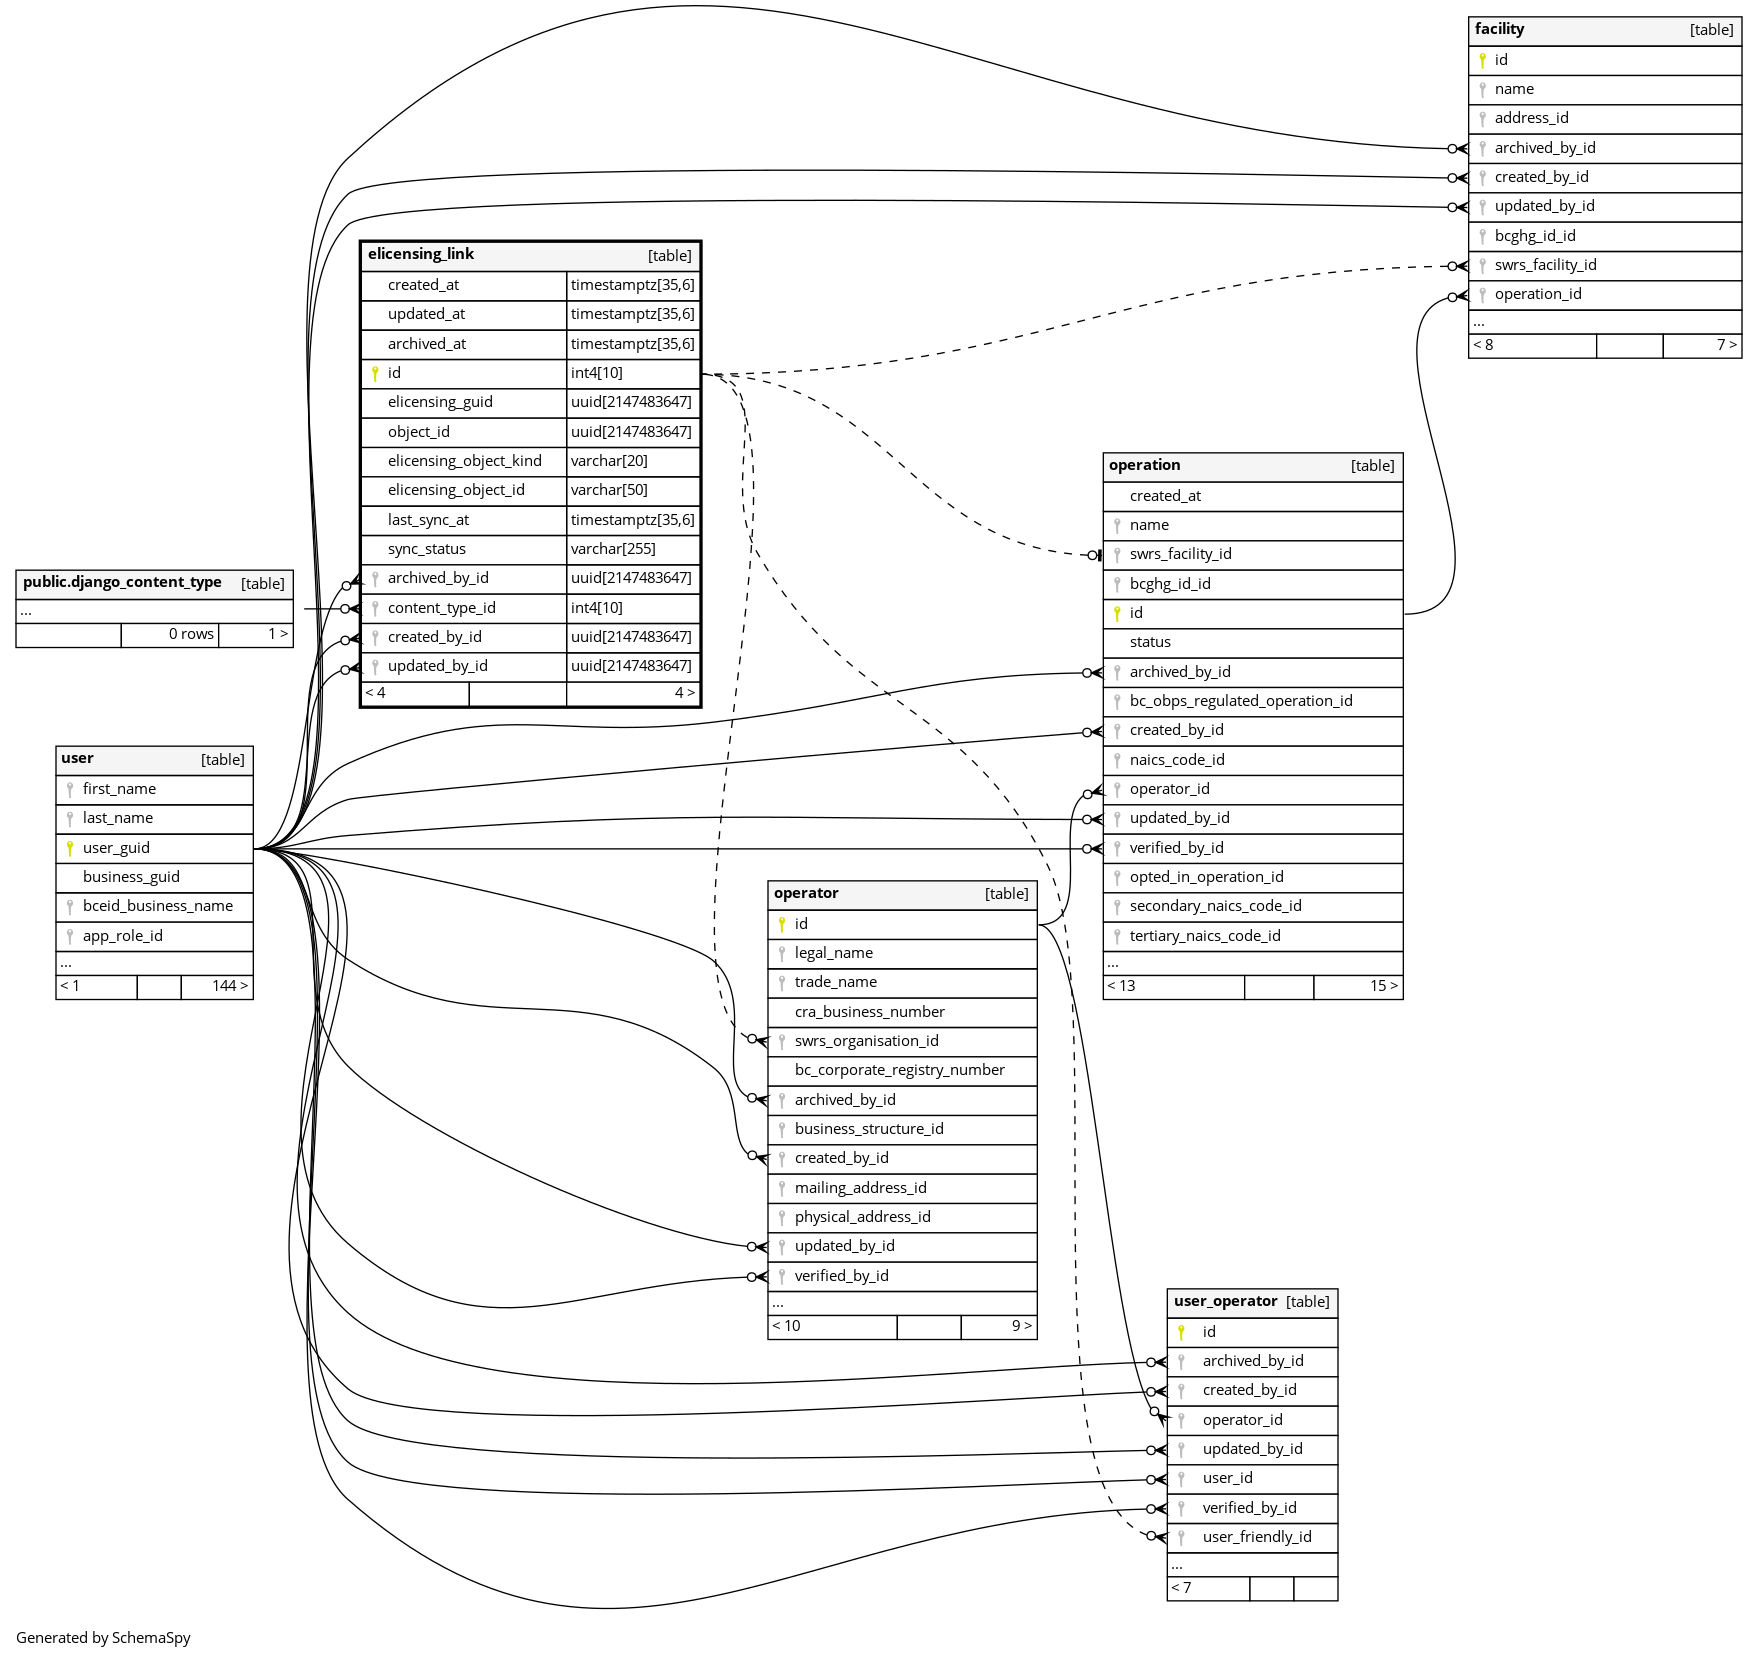 facility [table]
id
name
address_id
archived_by_id
created_by_id
updated_by_id
bcghg_id_id
swrs_facility_id
operation_id
...
< 8 7 >
elicensing_link [table]
created_at timestamptz[35,6]
updated_at timestamptz[35,6]
archived_at timestamptz[35,6]
id int4[10]
elicensing_guid uuid[2147483647]
object_id uuid[2147483647]
elicensing_object_kind varchar[20]
elicensing_object_id varchar[50]
last_sync_at timestamptz[35,6]
sync_status varchar[255]
archived_by_id uuid[2147483647]
content_type_id int4[10]
created_by_id uuid[2147483647]
updated_by_id uuid[2147483647]
< 4 4 >
operation [table]
created_at
name
swrs_facility_id
bcghg_id_id
id
status
archived_by_id
bc_obps_regulated_operation_id
created_by_id
naics_code_id
operator_id
updated_by_id
verified_by_id
opted_in_operation_id
secondary_naics_code_id
tertiary_naics_code_id
...
< 13 15 >
public.django_content_type [table]
...
0 rows 1 >
user [table]
first_name
last_name
user_guid
business_guid
bceid_business_name
app_role_id
...
< 1 144 >
operator [table]
id
legal_name
trade_name
cra_business_number
swrs_organisation_id
bc_corporate_registry_number
archived_by_id
business_structure_id
created_by_id
mailing_address_id
physical_address_id
updated_by_id
verified_by_id
...
< 10 9 >
user_operator [table]
id
archived_by_id
created_by_id
operator_id
updated_by_id
user_id
verified_by_id
user_friendly_id
...
< 7
Generated by SchemaSpy